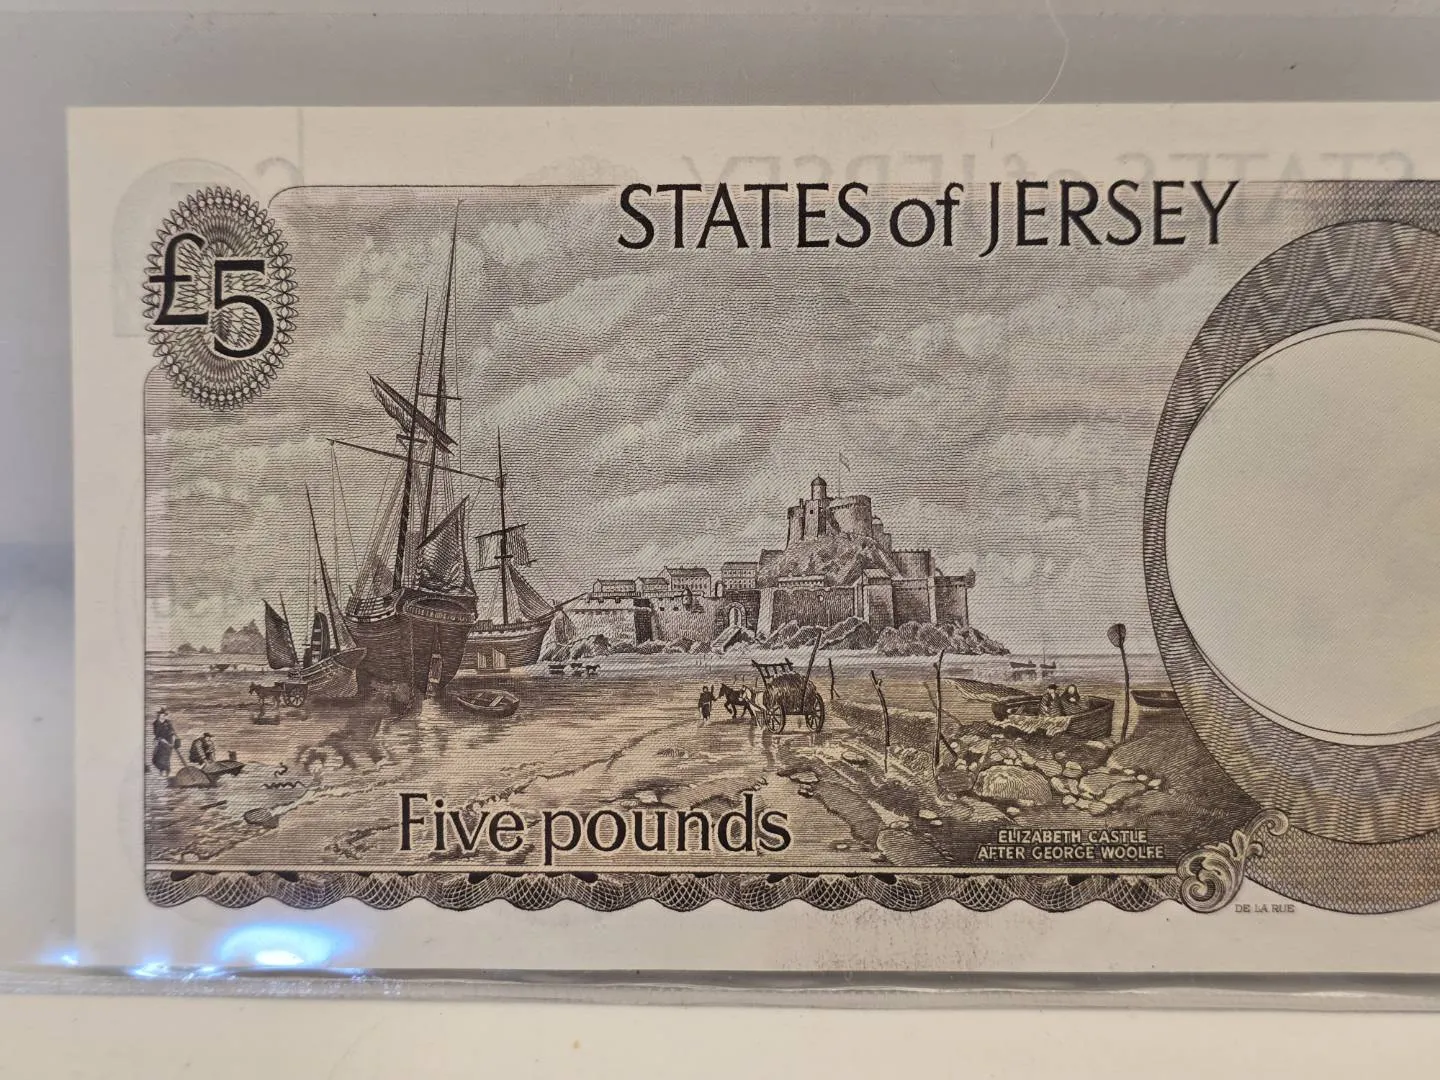 STATES of JERSEY
£5
Five pounds
ELIZABETH CASTLE
AFTER GEORGE WOOLFE
DE LA RUE